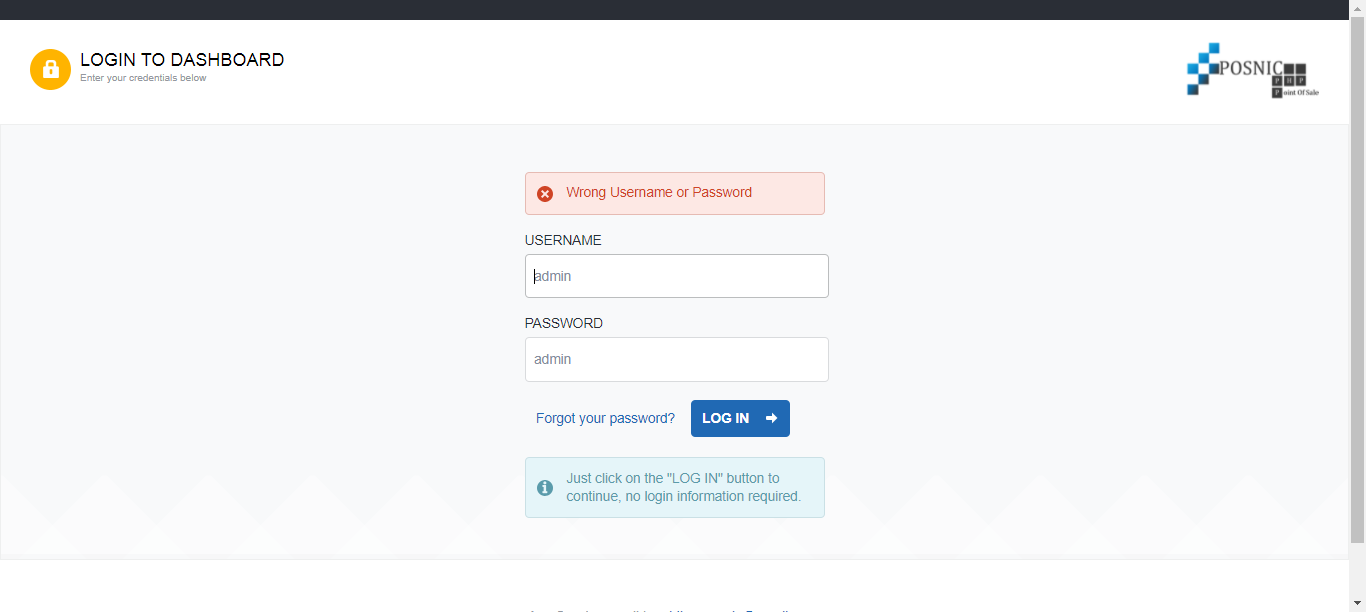 LOGIN TO DASHBOARD
Enter your credentials below
POSNIC
PHP
Point Of Sale
Wrong Username or Password
USERNAME
admin
PASSWORD
admin
Forgot your password?
LOG IN
Just click on the "LOG IN" button to
continue, no login information required.